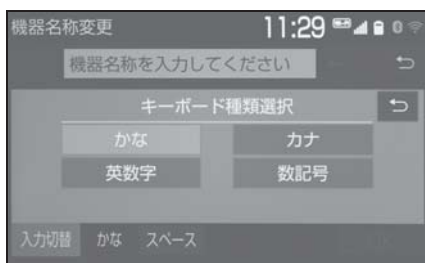 機器名称変更 11:29
機器名称を入力してください
キーボード種類選択
かな カナ
英数字 数記号
入力切替 かな スペース